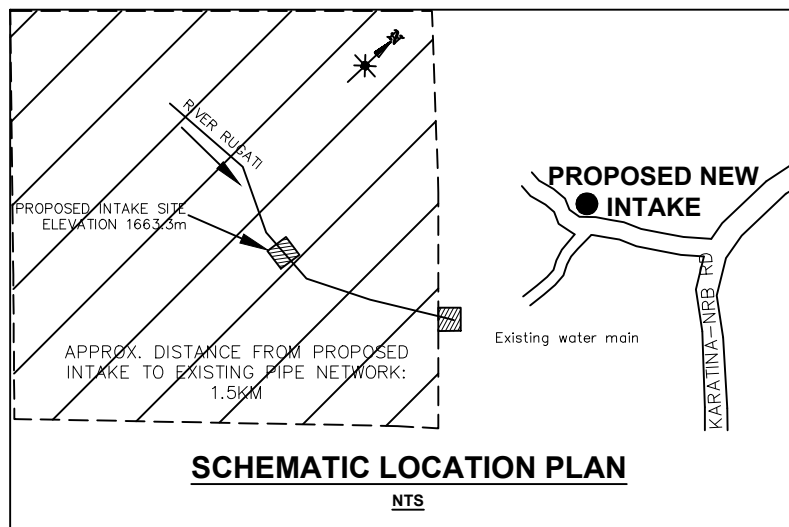 N
RIVER RUGATI
PROPOSED INTAKE SITE
ELEVATION 1663.3m
APPROX. DISTANCE FROM PROPOSED
INTAKE TO EXISTING PIPE NETWORK:
1.5KM
PROPOSED NEW
INTAKE
Existing water main
KARATINA-NRB RD
SCHEMATIC LOCATION PLAN
NTS